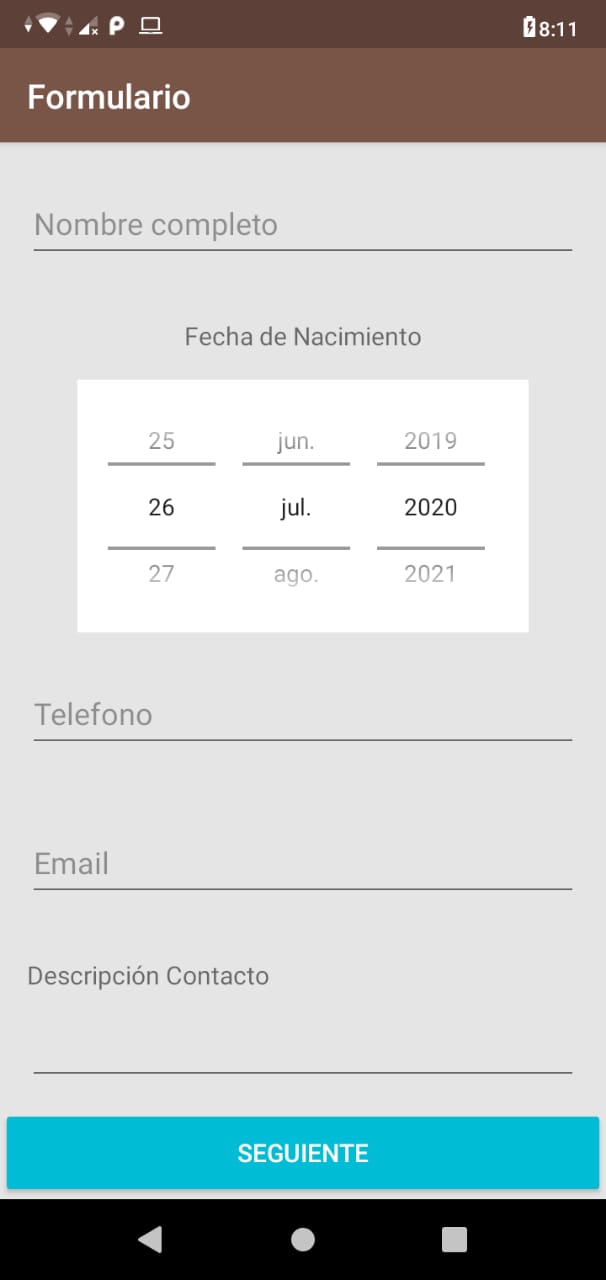 8:11
Formulario
Nombre completo
Fecha de Nacimiento
25 jun. 2019
26 jul. 2020
27 ago. 2021
Telefono
Email
Descripción Contacto
SEGUIENTE